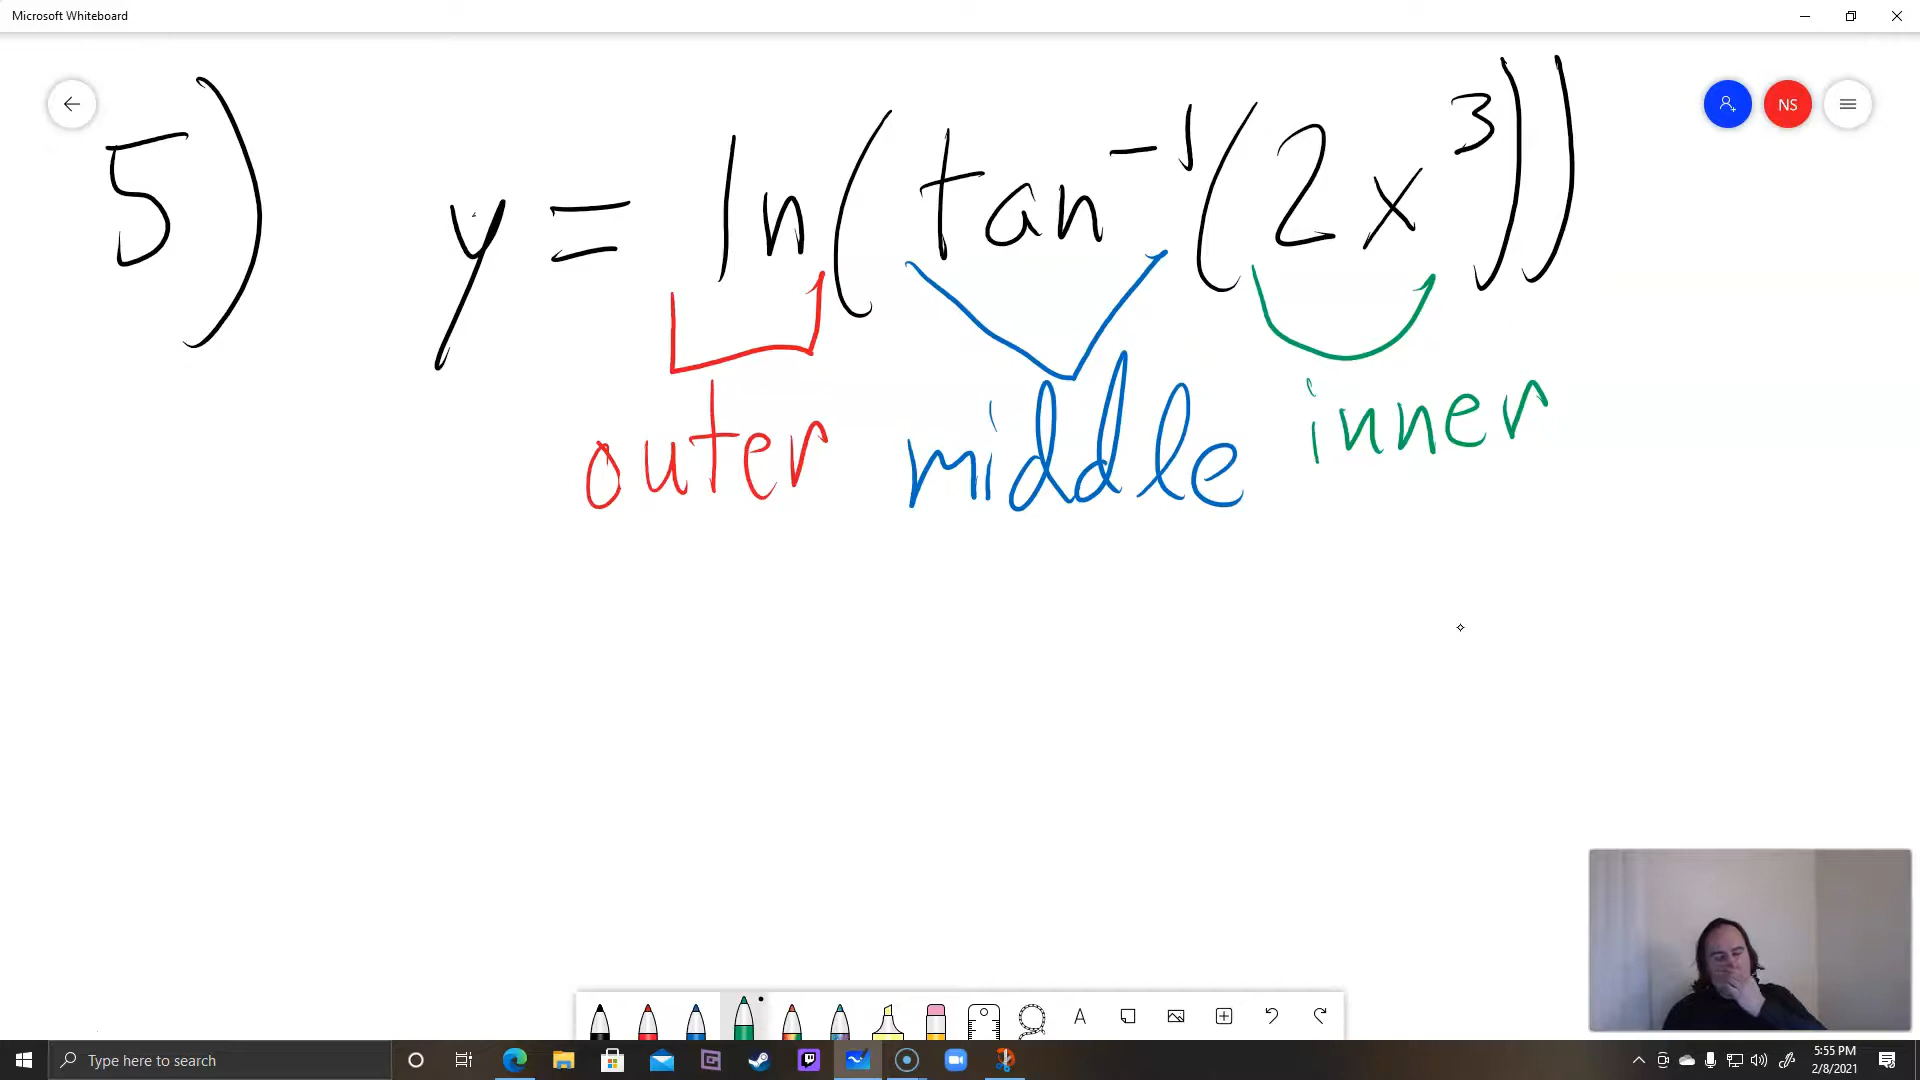 Microsoft Whiteboard
NS
5) y = ln(tan⁻¹(2x³))
outer middle inner
A
Type here to search
5:55 PM
2/8/2021